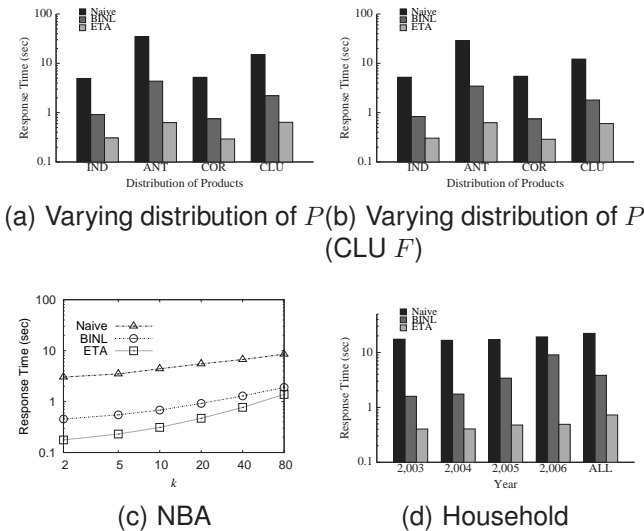 Naive
BINL
ETA
Response Time (sec)
100
10
1
0.1
IND ANT COR CLU
Distribution of Products
(a) Varying distribution of P
Naive
BINL
ETA
Response Time (sec)
100
10
1
0.1
IND ANT COR CLU
Distribution of Products
(b) Varying distribution of P
(CLU F)
Naive
BINL
ETA
Response Time (sec)
100
10
1
0.1
2 5 10 20 40 80
k
(c) NBA
Naive
BINL
ETA
Response Time (sec)
10
1
0.1
2,003 2,004 2,005 2,006 ALL
Year
(d) Household